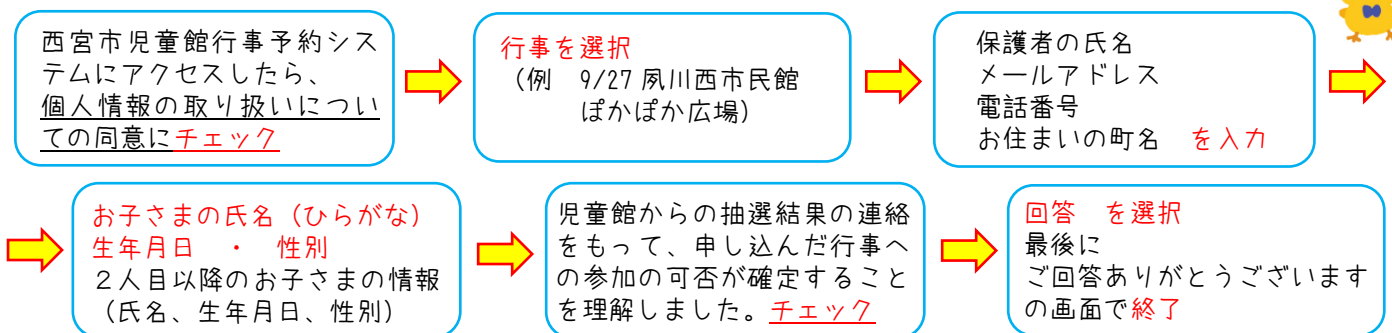 西宮市児童館行事予約シス
テムにアクセスしたら、
個人情報の取り扱いについ
ての同意にチェック
行事を選択
(例 9/27 夙川西市民館
ぽかぽか広場)
保護者の氏名
メールアドレス
電話番号
お住まいの町名 を入力
お子さまの氏名(ひらがな)
生年月日 ・ 性別
2人目以降のお子さまの情報
(氏名、生年月日、性別)
児童館からの抽選結果の連絡
をもって、申し込んだ行事へ
の参加の可否が確定すること
を理解しました。チェック
回答 を選択
最後に
ご回答ありがとうございます
の画面で終了